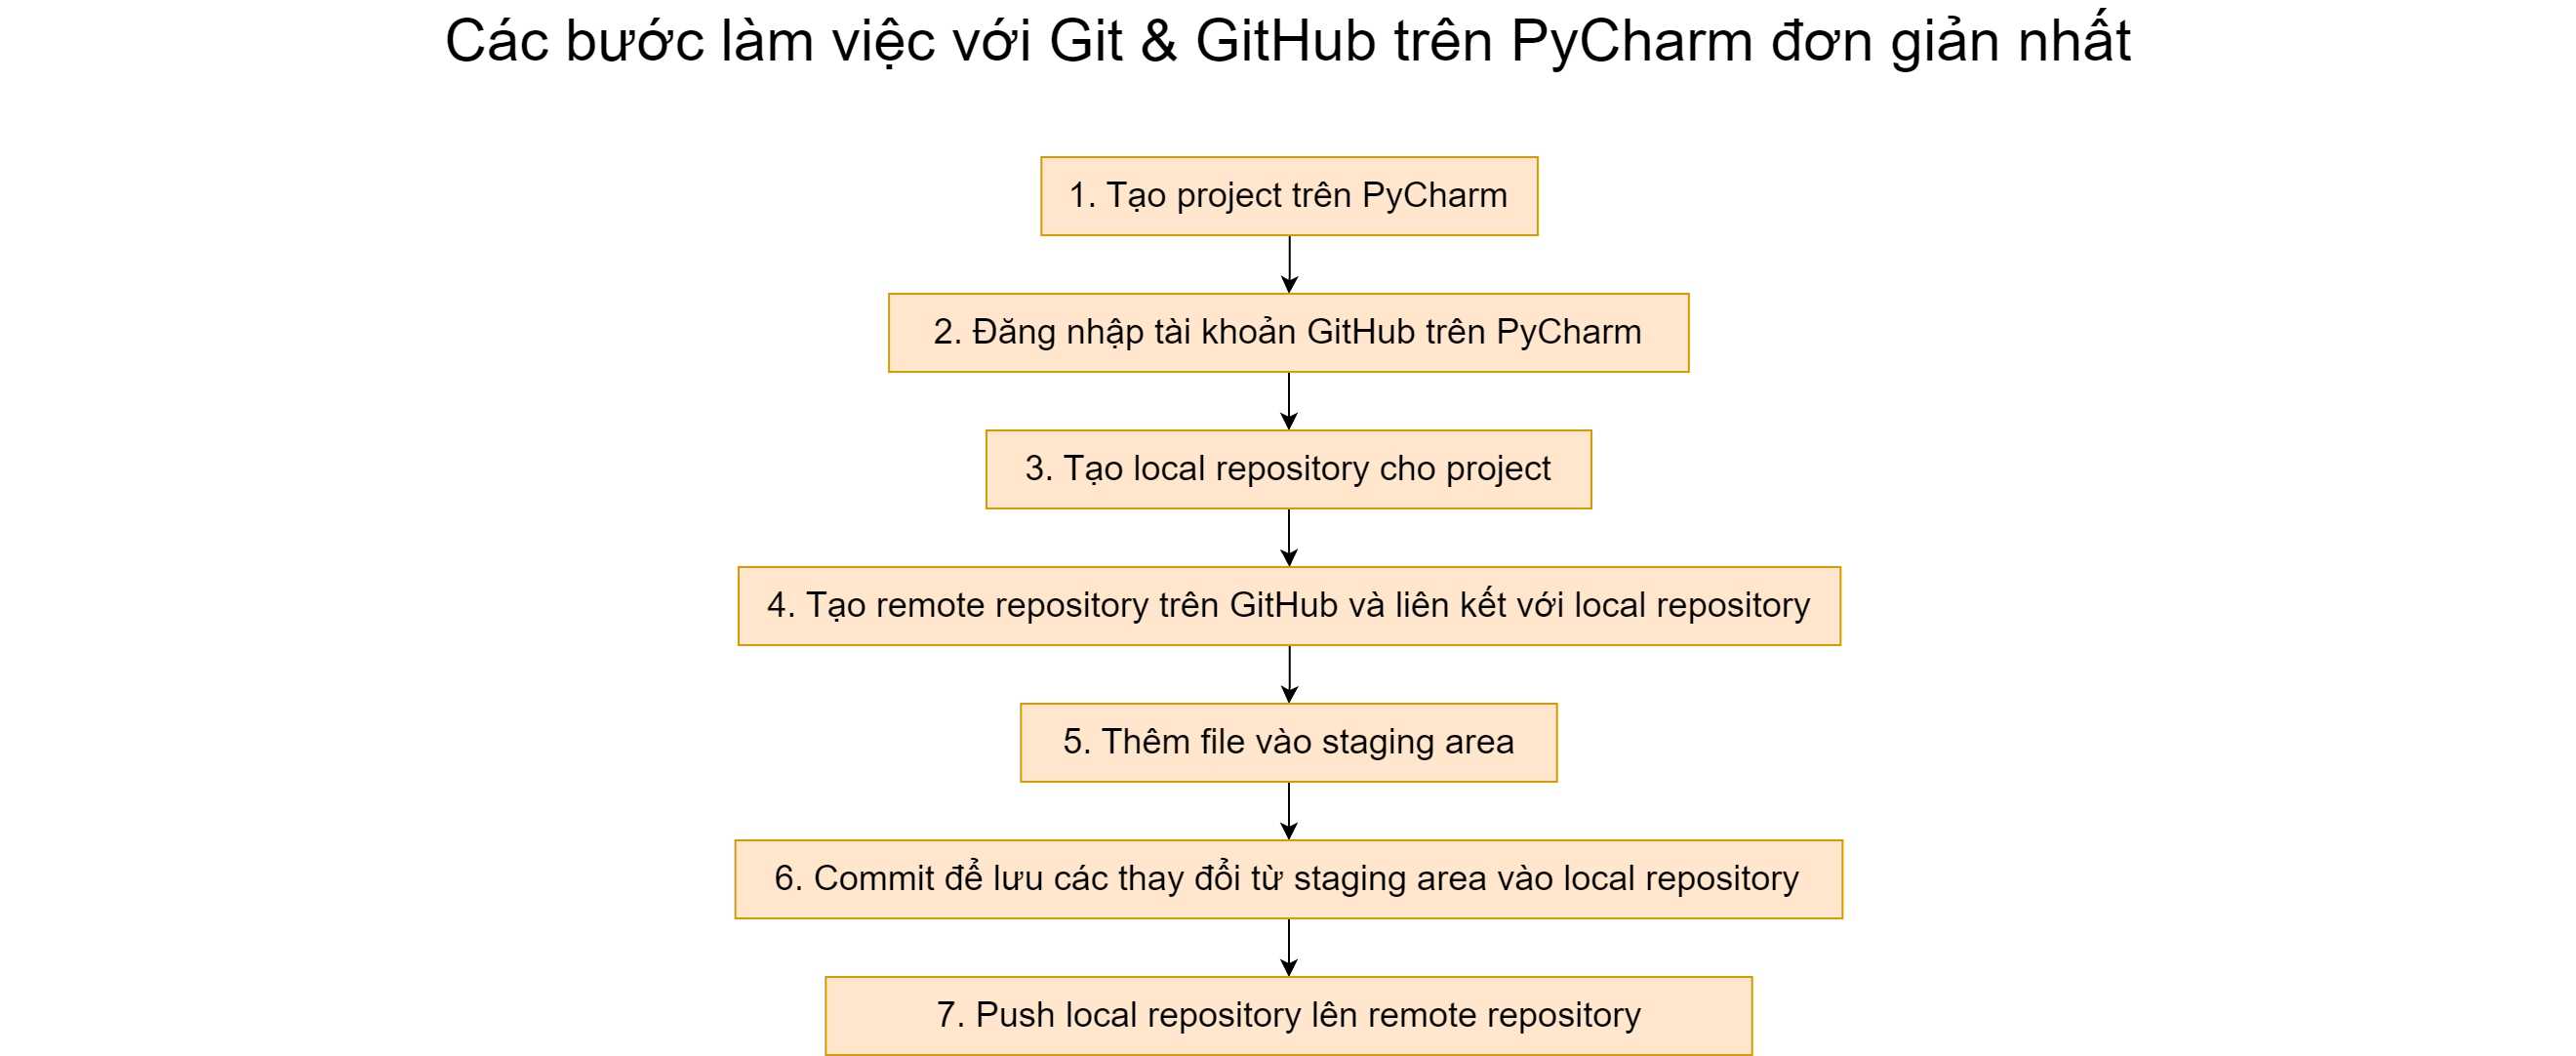 Các bước làm việc với Git & GitHub trên PyCharm đơn giản nhất
1. Tạo project trên PyCharm
2. Đăng nhập tài khoản GitHub trên PyCharm
3. Tạo local repository cho project
4. Tạo remote repository trên GitHub và liên kết với local repository
5. Thêm file vào staging area
6. Commit để lưu các thay đổi từ staging area vào local repository
7. Push local repository lên remote repository